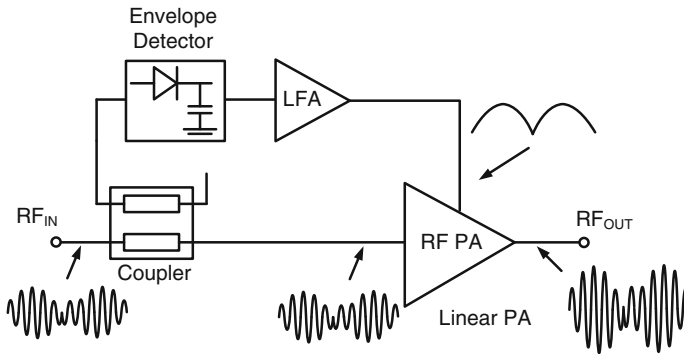 Envelope
Detector
LFA
RF_IN
RF PA
RF_OUT
Coupler
Linear PA